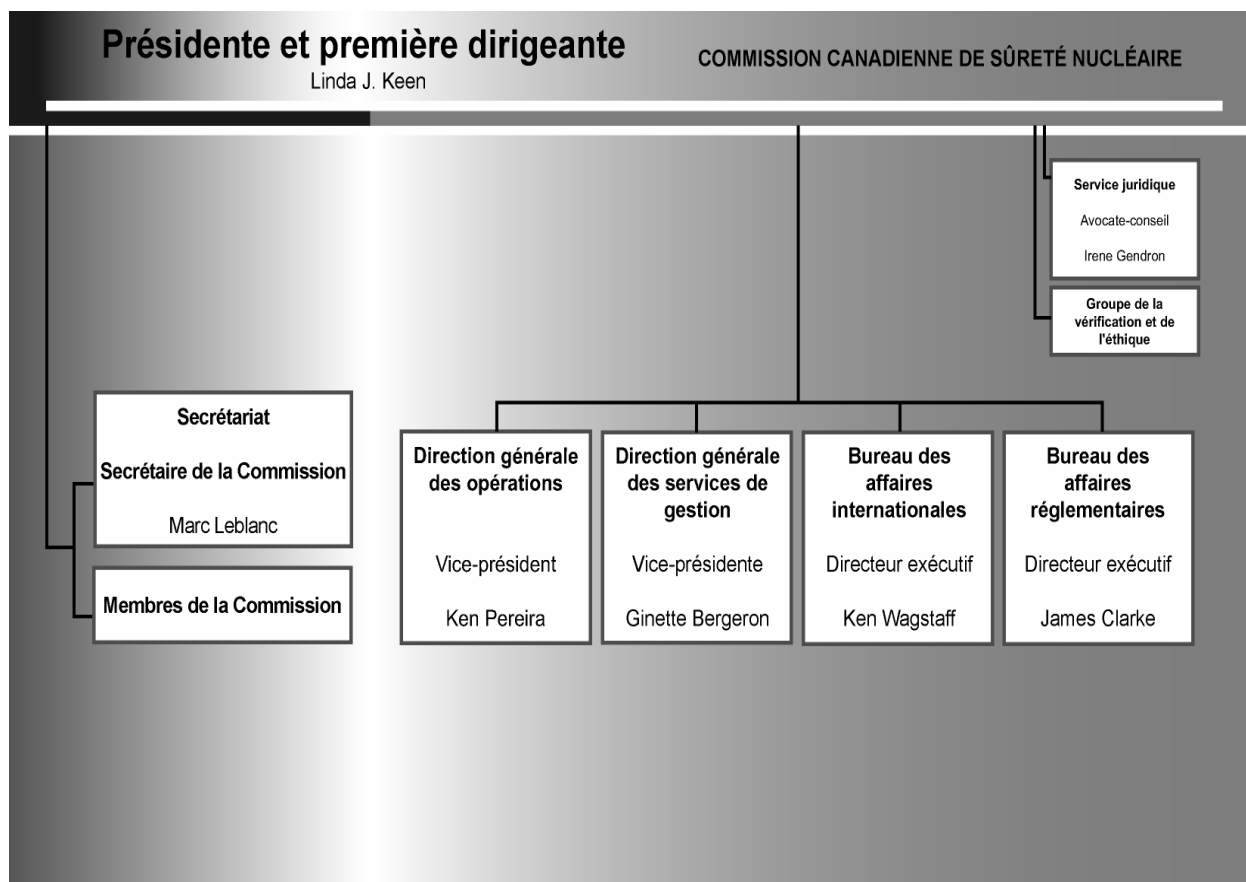 Présidente et première dirigeante
Linda J. Keen
COMMISSION CANADIENNE DE SÛRETÉ NUCLÉAIRE
Service juridique
Avocate-conseil
Irene Gendron
Groupe de la
vérification et de
l'éthique
Secrétariat
Secrétaire de la Commission
Marc Leblanc
Membres de la Commission
Direction générale
des opérations
Vice-président
Ken Pereira
Direction générale
des services de
gestion
Vice-présidente
Ginette Bergeron
Bureau des
affaires
internationales
Directeur exécutif
Ken Wagstaff
Bureau des
affaires
réglementaires
Directeur exécutif
James Clarke